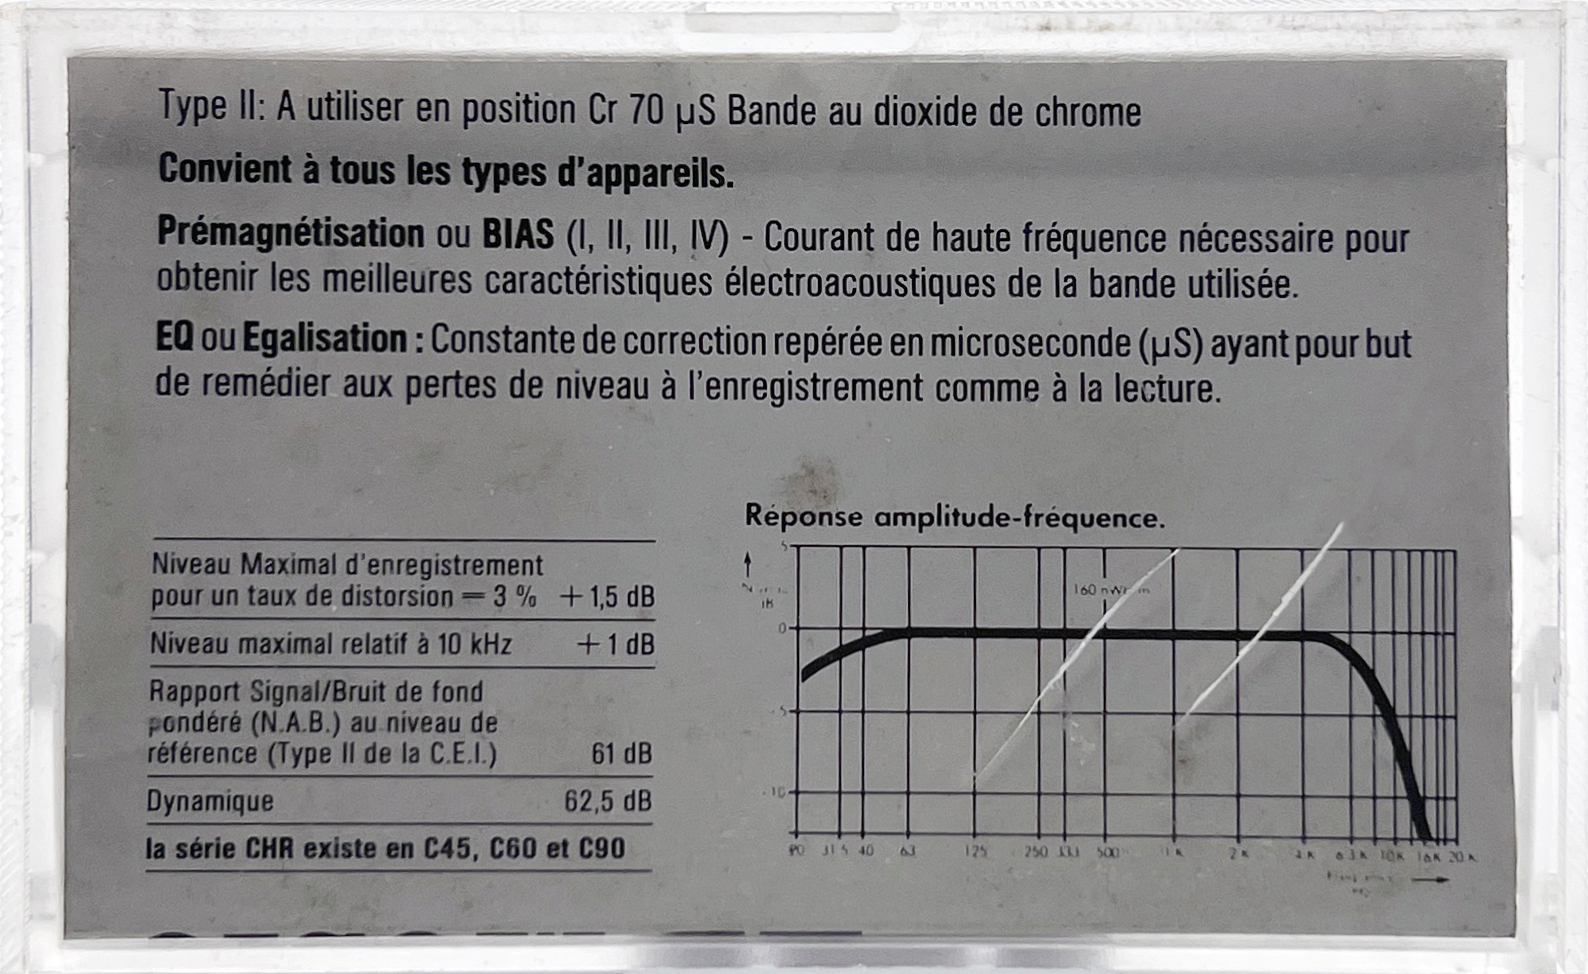 Type II: A utiliser en position Cr 70 µS Bande au dioxide de chrome
Convient à tous les types d'appareils.
Prémagnétisation ou BIAS (I, II, III, IV) - Courant de haute fréquence nécessaire pour
obtenir les meilleures caractéristiques électroacoustiques de la bande utilisée.
EQ ou Egalisation : Constante de correction repérée en microseconde (µS) ayant pour but
de remédier aux pertes de niveau à l'enregistrement comme à la lecture.
Niveau Maximal d'enregistrement
pour un taux de distorsion = 3 % + 1,5 dB
Niveau maximal relatif à 10 kHz + 1 dB
Rapport Signal/Bruit de fond
pondéré (N.A.B.) au niveau de
référence (Type II de la C.E.I.) 61 dB
Dynamique 62,5 dB
la série CHR existe en C45, C60 et C90
Réponse amplitude-fréquence.
5
160
0
5
10
40 63 125 250 500 1 K 2 K 10K 16K 20 K